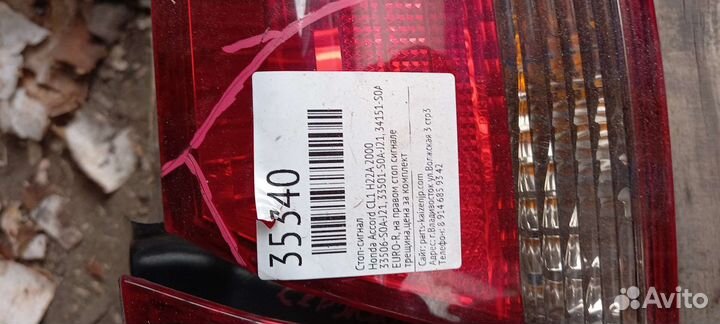 35340
Стоп-сигнал
Honda Accord CL1 H22A 2000
33506-S0A-J21, 33501-S0A-J21, 34151-S0A
EURO-R, на правом стоп сигнале
трещина,цена за комплект
Сайт: parts-kaizenjp.com
Адрес: г.Владивосток ул.Волжская 3 стр3
Телефон: 8 914 685 93 42
Avito